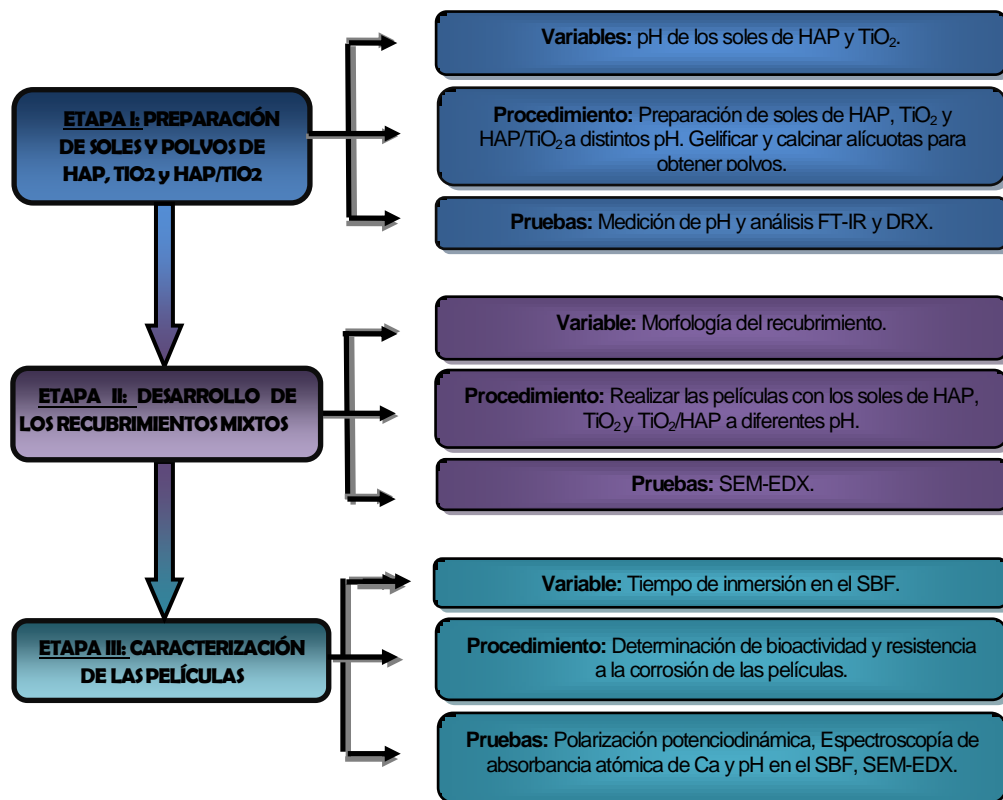 Variables: pH de los soles de HAP y TiO₂.
ETAPA I: PREPARACIÓN
DE SOLES Y POLVOS DE
HAP, TIO2 y HAP/TIO2
Procedimiento: Preparación de soles de HAP, TiO₂ y
HAP/TiO₂ a distintos pH. Gelificar y calcinar alícuotas para
obtener polvos.
Pruebas: Medición de pH y análisis FT-IR y DRX.
Variable: Morfología del recubrimiento.
ETAPA II: DESARROLLO DE
LOS RECUBRIMIENTOS MIXTOS
Procedimiento: Realizar las películas con los soles de HAP,
TiO₂ y TiO₂/HAP a diferentes pH.
Pruebas: SEM-EDX.
Variable: Tiempo de inmersión en el SBF.
ETAPA III: CARACTERIZACIÓN
DE LAS PELÍCULAS
Procedimiento: Determinación de bioactividad y resistencia
a la corrosión de las películas.
Pruebas: Polarización potenciodinámica, Espectroscopía de
absorbancia atómica de Ca y pH en el SBF, SEM-EDX.